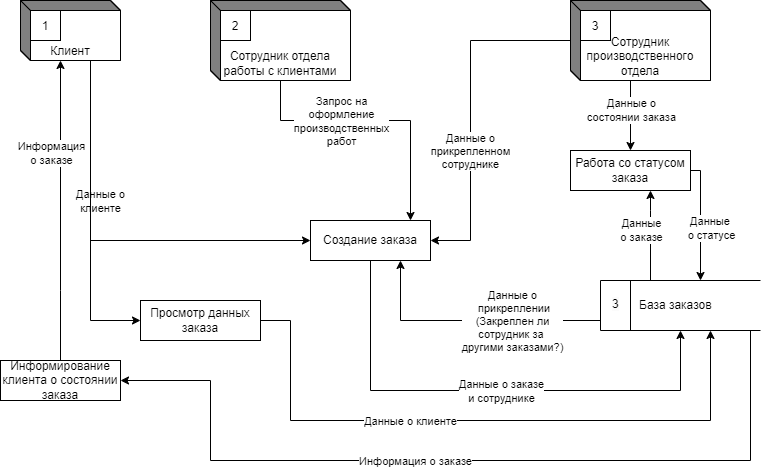 1
Клиент
2
Сотрудник отдела
работы с клиентами
3
Сотрудник
производственного
отдела
Запрос на
оформление
производственных
работ
Данные о
прикрепленном
сотруднике
Данные о
состоянии заказа
Информация
о заказе
Данные о
клиенте
Работа со статусом
заказа
Создание заказа
Данные
о заказе
Данные
о статусе
Просмотр данных
заказа
Данные о
прикреплении
(Закреплен ли
сотрудник за
другими заказами?)
3
База заказов
Информирование
клиента о состоянии
заказа
Данные о заказе
и сотруднике
Данные о клиенте
Информация о заказе